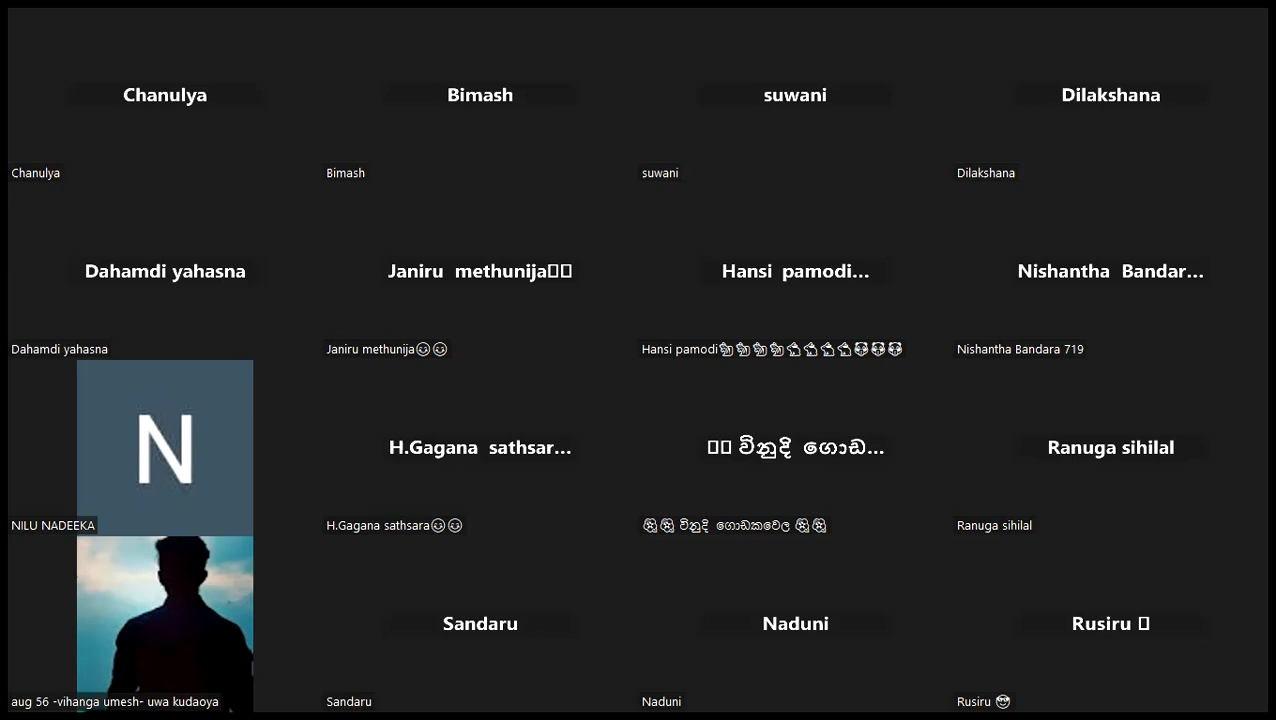 Chanulya
Bimash
suwani
Dilakshana
Chanulya
Bimash
suwani
Dilakshana
Dahamdi yahasna
Janiru methunija
Hansi pamodi...
Nishantha Bandar...
Dahamdi yahasna
Janiru methunija
Hansi pamodi
Nishantha Bandara 719
N
H.Gagana sathsar...
විනුදි ගොඩ...
Ranuga sihilal
NILU NADEEKA
H.Gagana sathsara
විනුදි ගොඩකවෙල
Ranuga sihilal
Sandaru
Naduni
Rusiru
aug 56 -vihanga umesh- uwa kudaoya
Sandaru
Naduni
Rusiru 😎